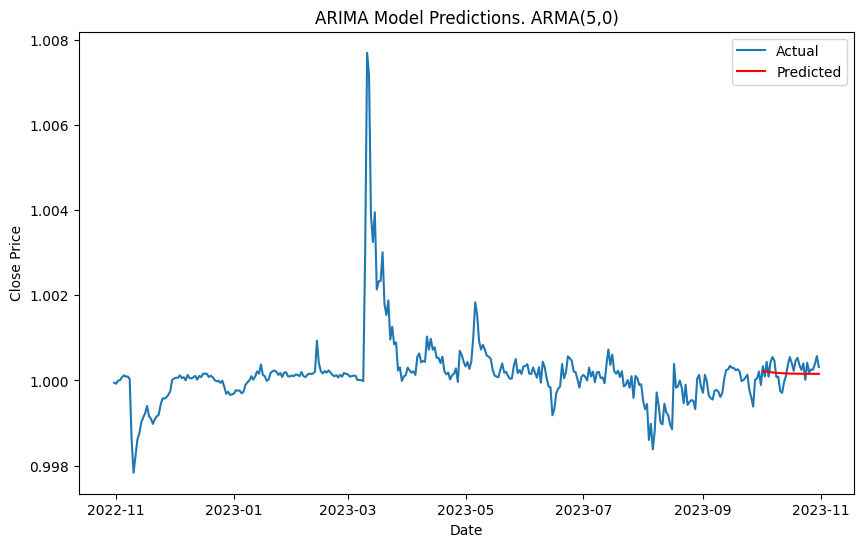 ARIMA Model Predictions. ARMA(5,0)
Actual
Predicted
1.008
1.006
1.004
1.002
1.000
0.998
Close Price
2022-11
2023-01
2023-03
2023-05
2023-07
2023-09
2023-11
Date